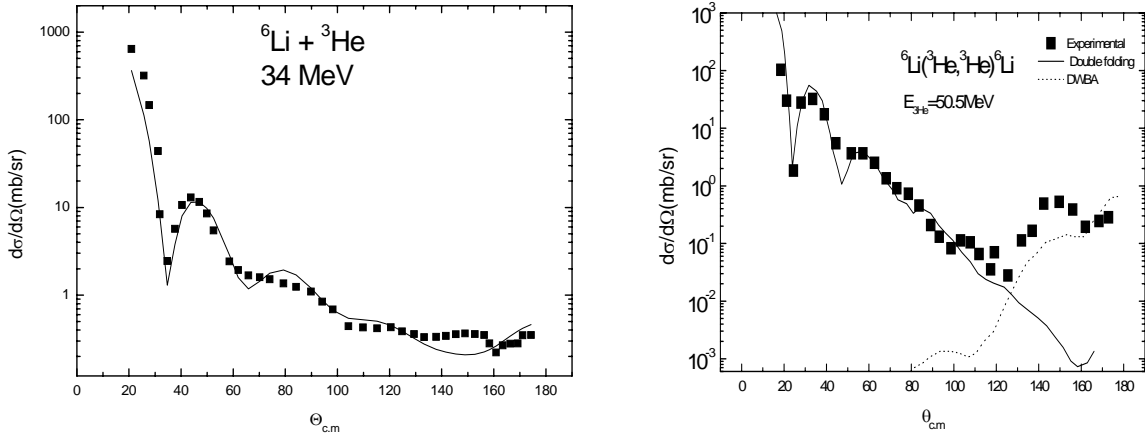 1000
100
10
1
dσ/dΩ(mb/sr)
⁶Li + ³He
34 MeV
0 20 40 60 80 100 120 140 160 180
Θc.m
10³
10²
10¹
10⁰
10⁻¹
10⁻²
10⁻³
dσ/dΩ(mb/sr)
Experimental
Double folding
DWBA
⁶Li(³He,³He)⁶Li
E₃He=50.5MeV
0 20 40 60 80 100 120 140 160 180
θc.m